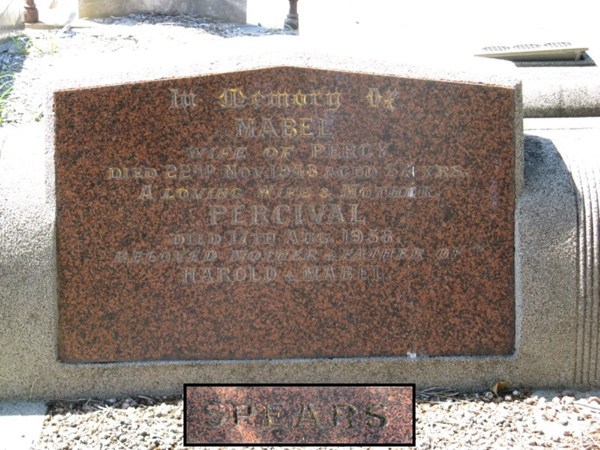 In Memory Of
MABEL
WIFE OF PERCY
DIED 22ND NOV. 1948 AGED YRS.
A LOVING WIFE & MOTHER.
PERCIVAL
DIED 17TH AUG. 1958.
BELOVED MOTHER & FATHER OF
HAROLD & MABEL.
SPEARS